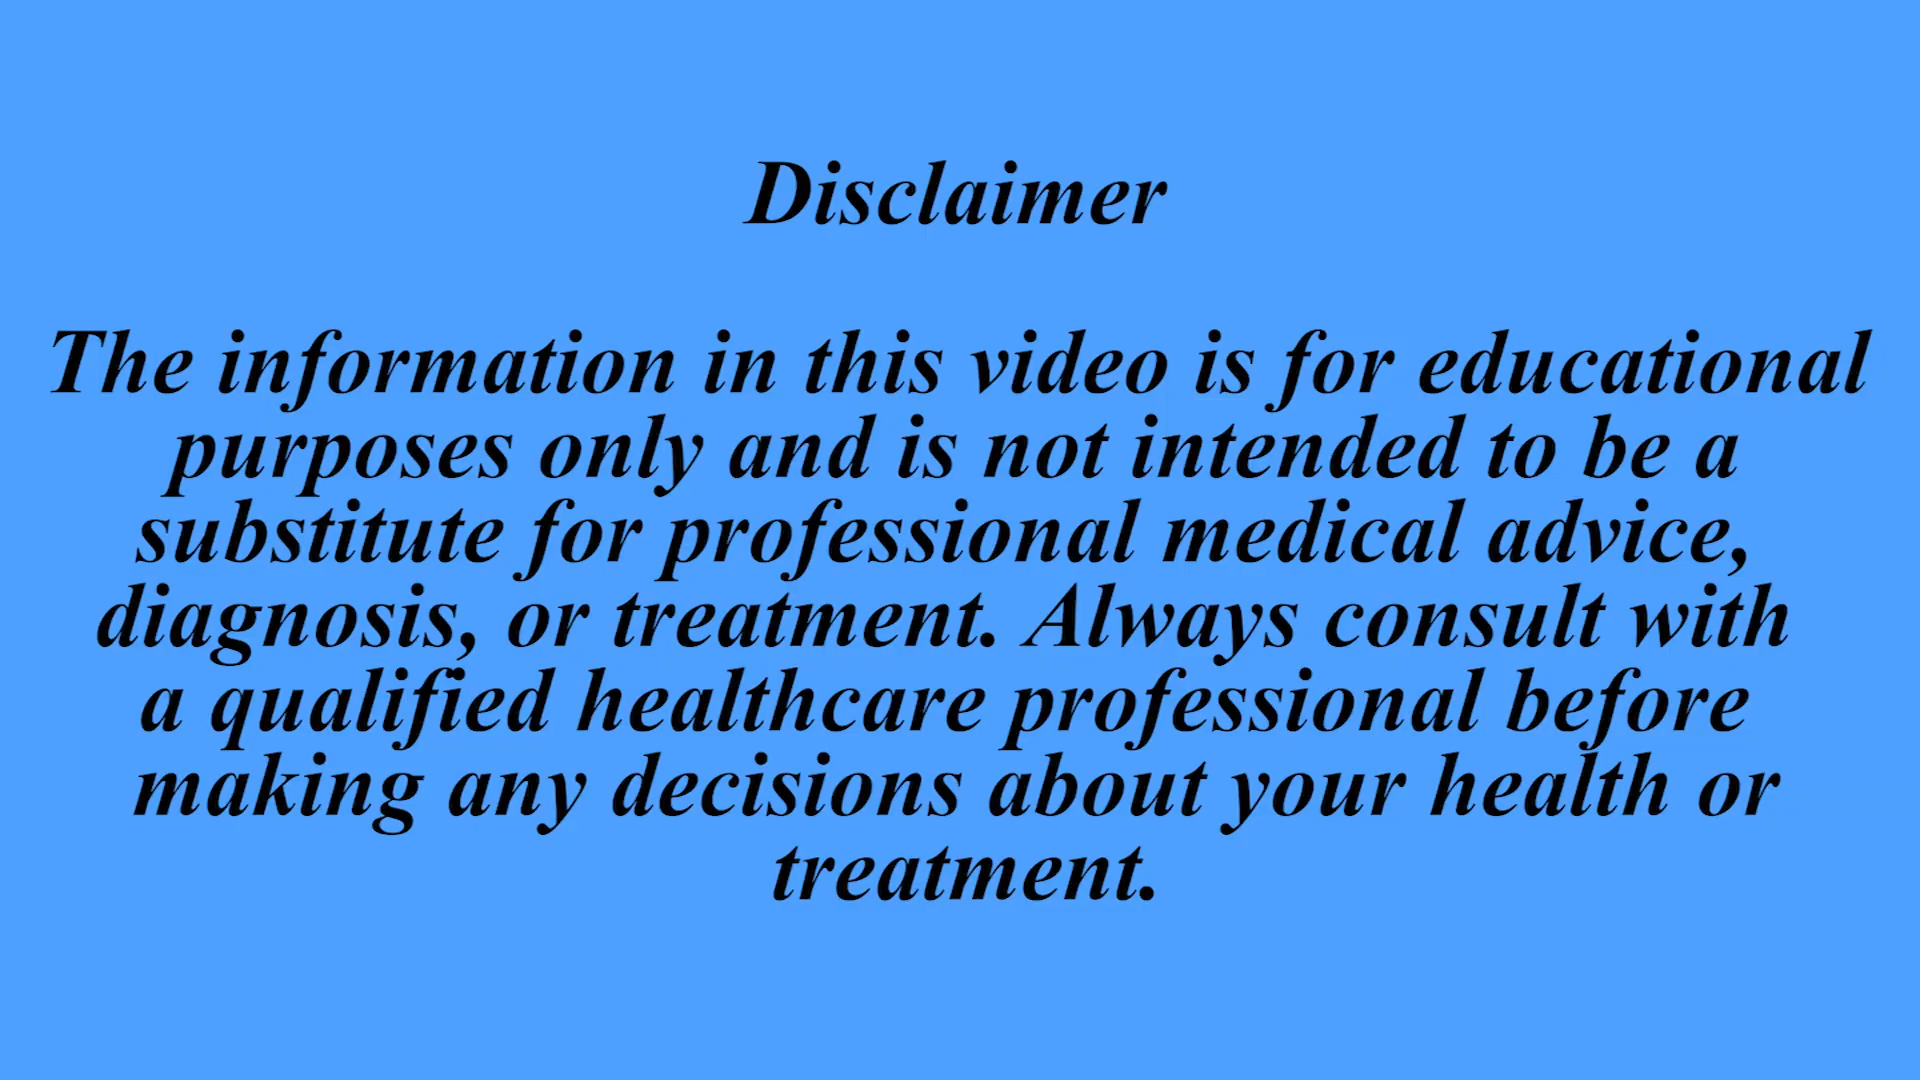 Disclaimer
The information in this video is for educational
purposes only and is not intended to be a
substitute for professional medical advice,
diagnosis, or treatment. Always consult with
a qualified healthcare professional before
making any decisions about your health or
treatment.